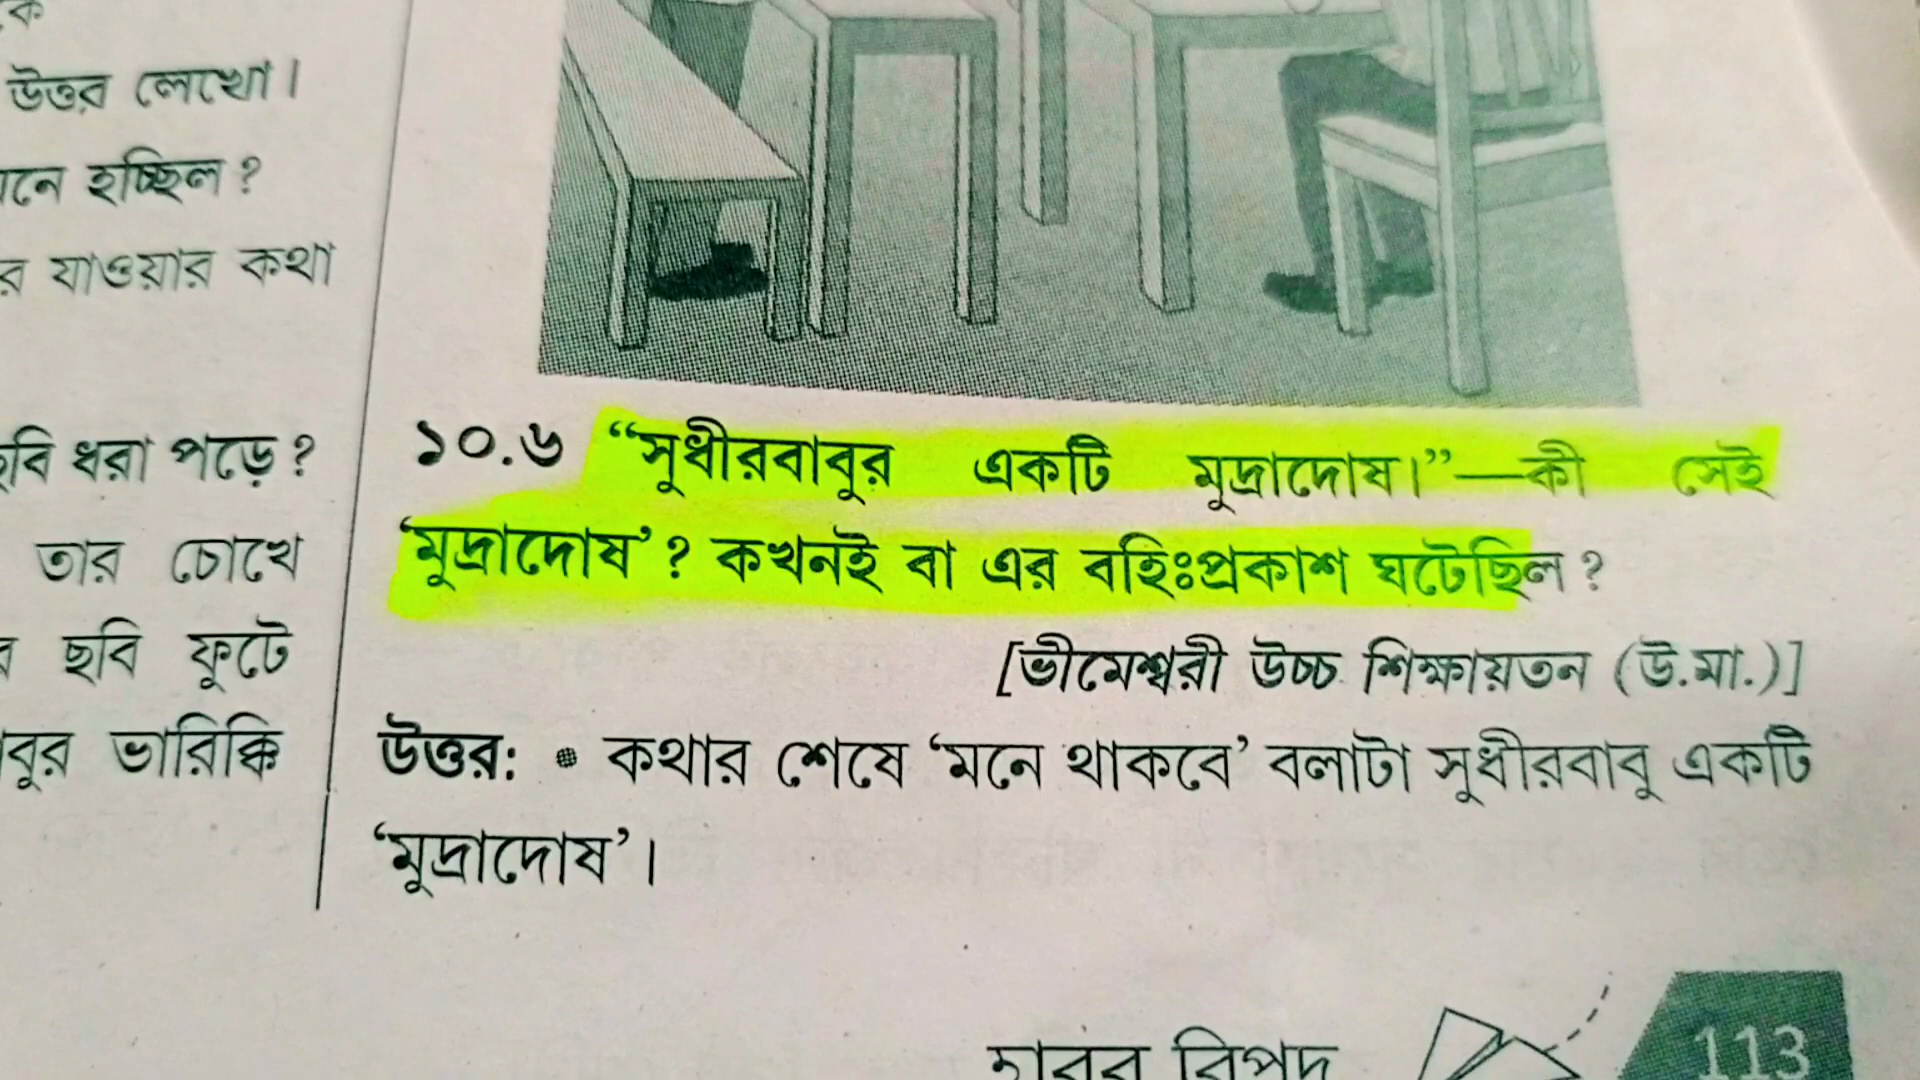 উত্তর লেখো।
হচ্ছিল?
যাওয়ার কথা
ধরা পড়ে?
তার চোখে
ছবি ফুটে
ভারিক্কি
১০.৬ “সুধীরবাবুর একটি মুদ্রাদোষ।”—কী সেই
‘মুদ্রাদোষ’? কখনই বা এর বহিঃপ্রকাশ ঘটেছিল?
[ভীমেশ্বরী উচ্চ শিক্ষায়তন (উ.মা.)]
উত্তর: • কথার শেষে ‘মনে থাকবে’ বলাটা সুধীরবাবু একটি
‘মুদ্রাদোষ’।
বিপদ
113